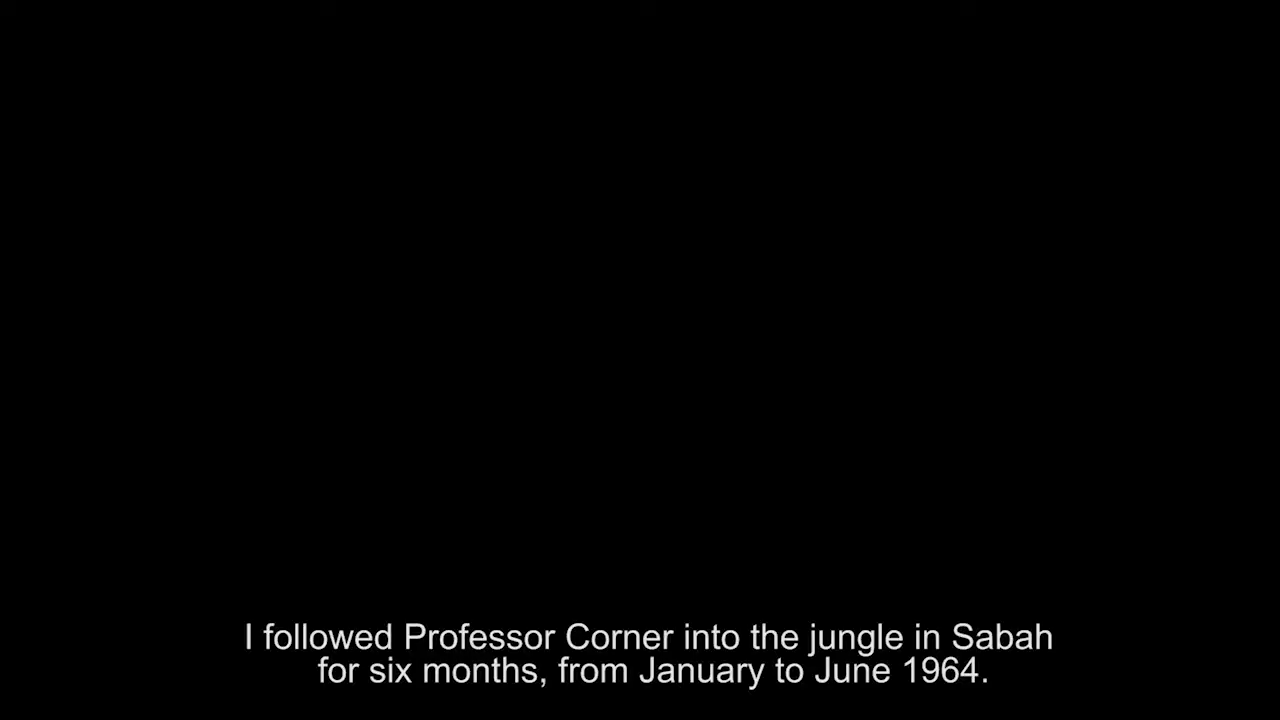 I followed Professor Corner into the jungle in Sabah
for six months, from January to June 1964.